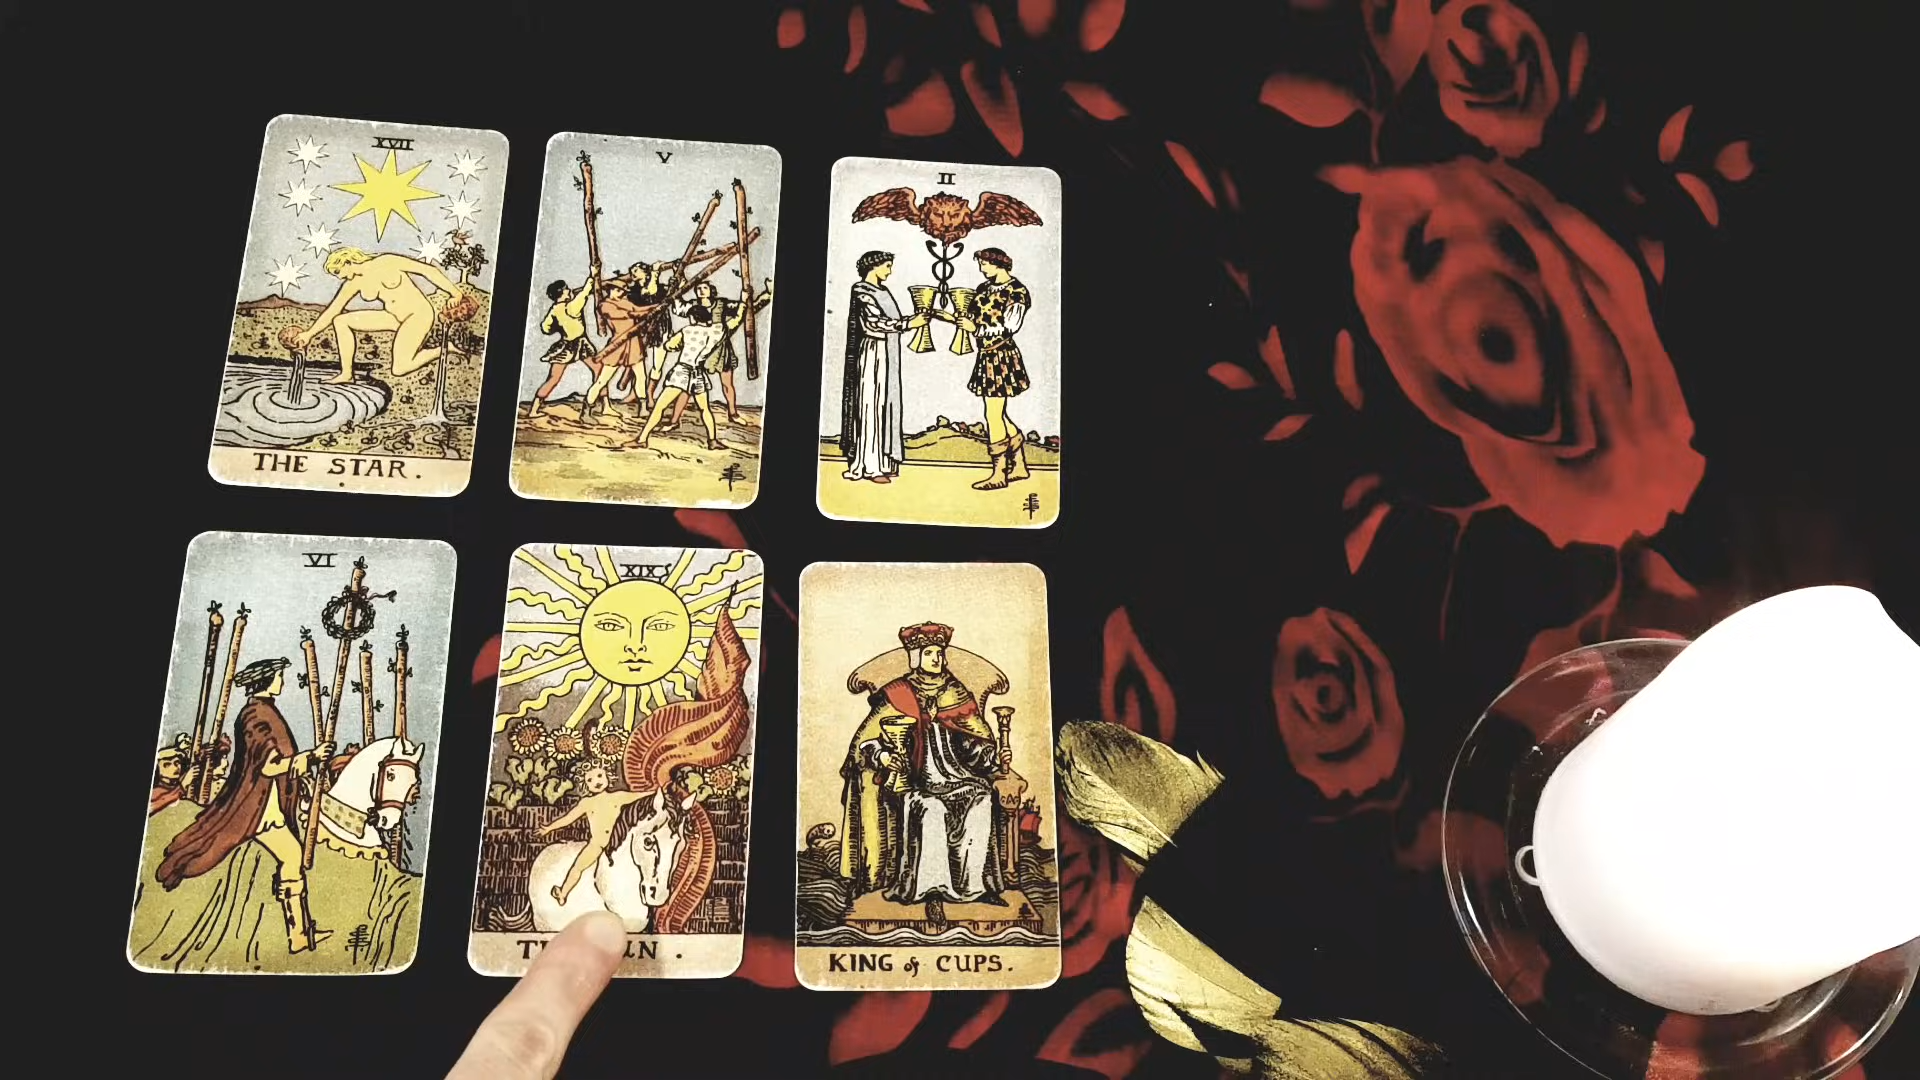 XVII
THE STAR.
V
II
VI
XIX
KING of CUPS.